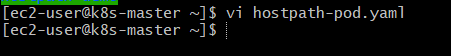 [ec2-user@k8s-master ~]$ vi hostpath-pod.yaml
[ec2-user@k8s-master ~]$